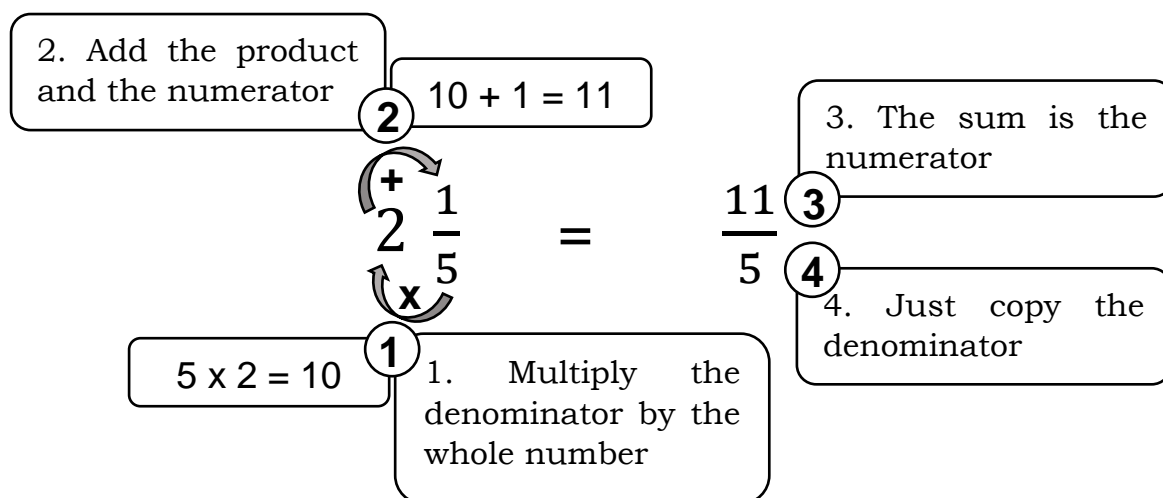 2. Add the product
and the numerator
2
10 + 1 = 11
3. The sum is the
numerator
3
+
2 1/5 = 11/5
x
4
4. Just copy the
denominator
1
5 x 2 = 10
1. Multiply the
denominator by the
whole number